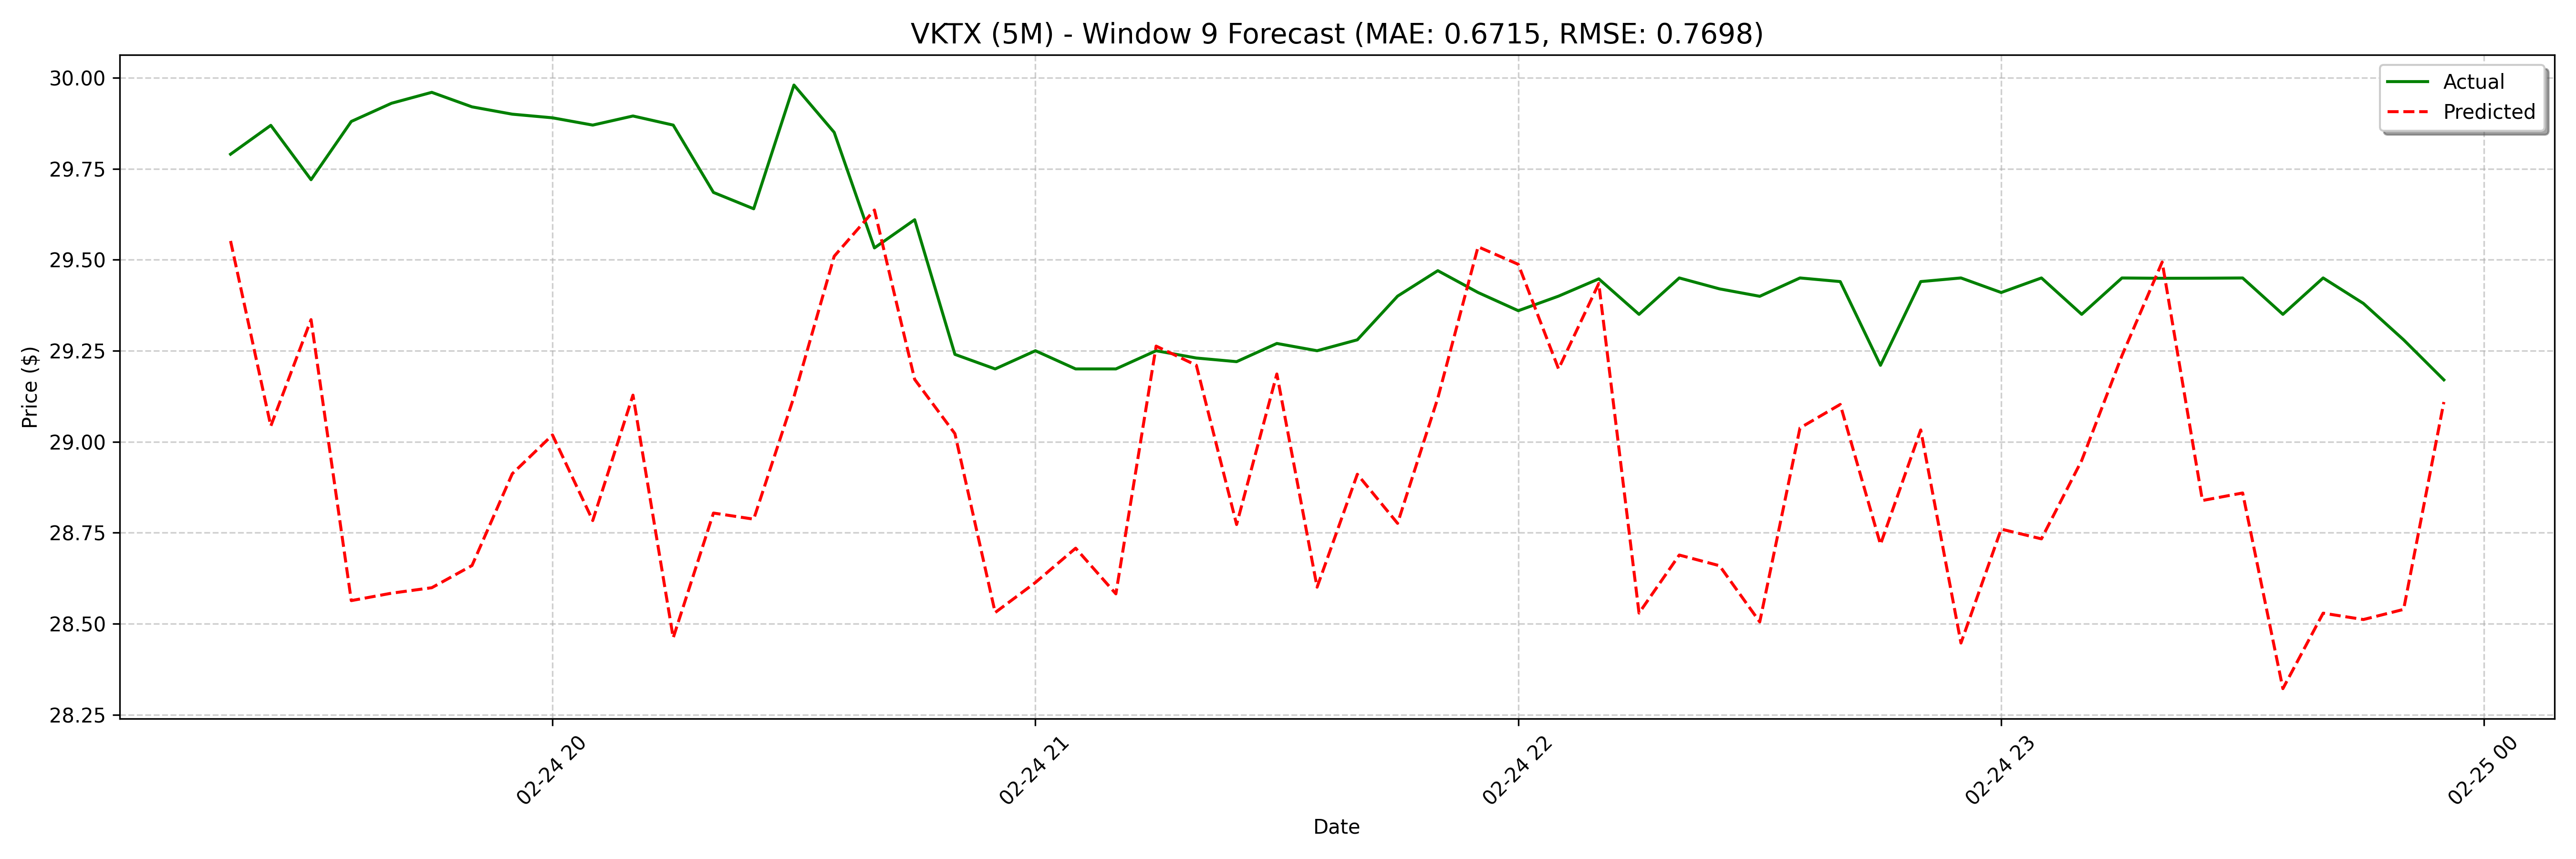 VKTX (5M) - Window 9 Forecast (MAE: 0.6715, RMSE: 0.7698)
Actual
Predicted
30.00
29.75
29.50
29.25
29.00
28.75
28.50
28.25
Price ($)
02-24 20
02-24 21
02-24 22
02-24 23
02-25 00
Date